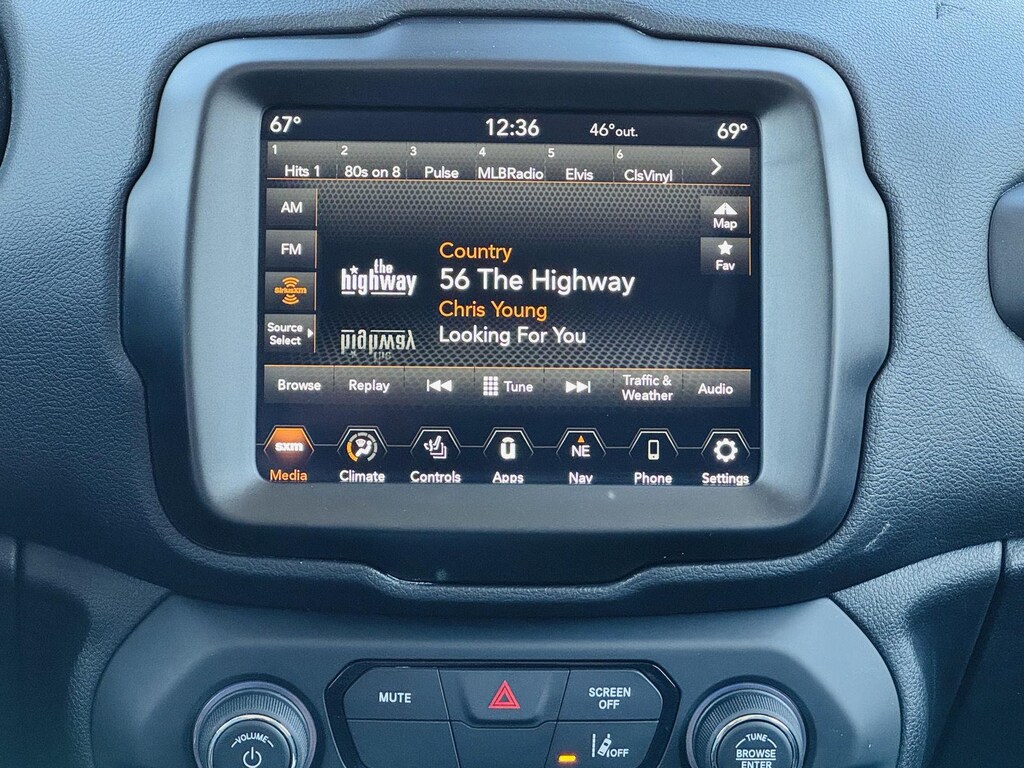 67° 12:36 46°out. 69°
1 2 3 4 5 6
Hits 1 80s on 8 Pulse MLBRadio Elvis ClsVinyl
AM
Map
FM
Fav
SiriusXM
Source
Select
the
highway
Country
56 The Highway
Chris Young
Looking For You
Browse Replay Tune Traffic &
Weather Audio
sxm
NE
Media Climate Controls Apps Nav Phone Settings
MUTE
SCREEN
OFF
OFF
VOLUME
TUNE
BROWSE
ENTER